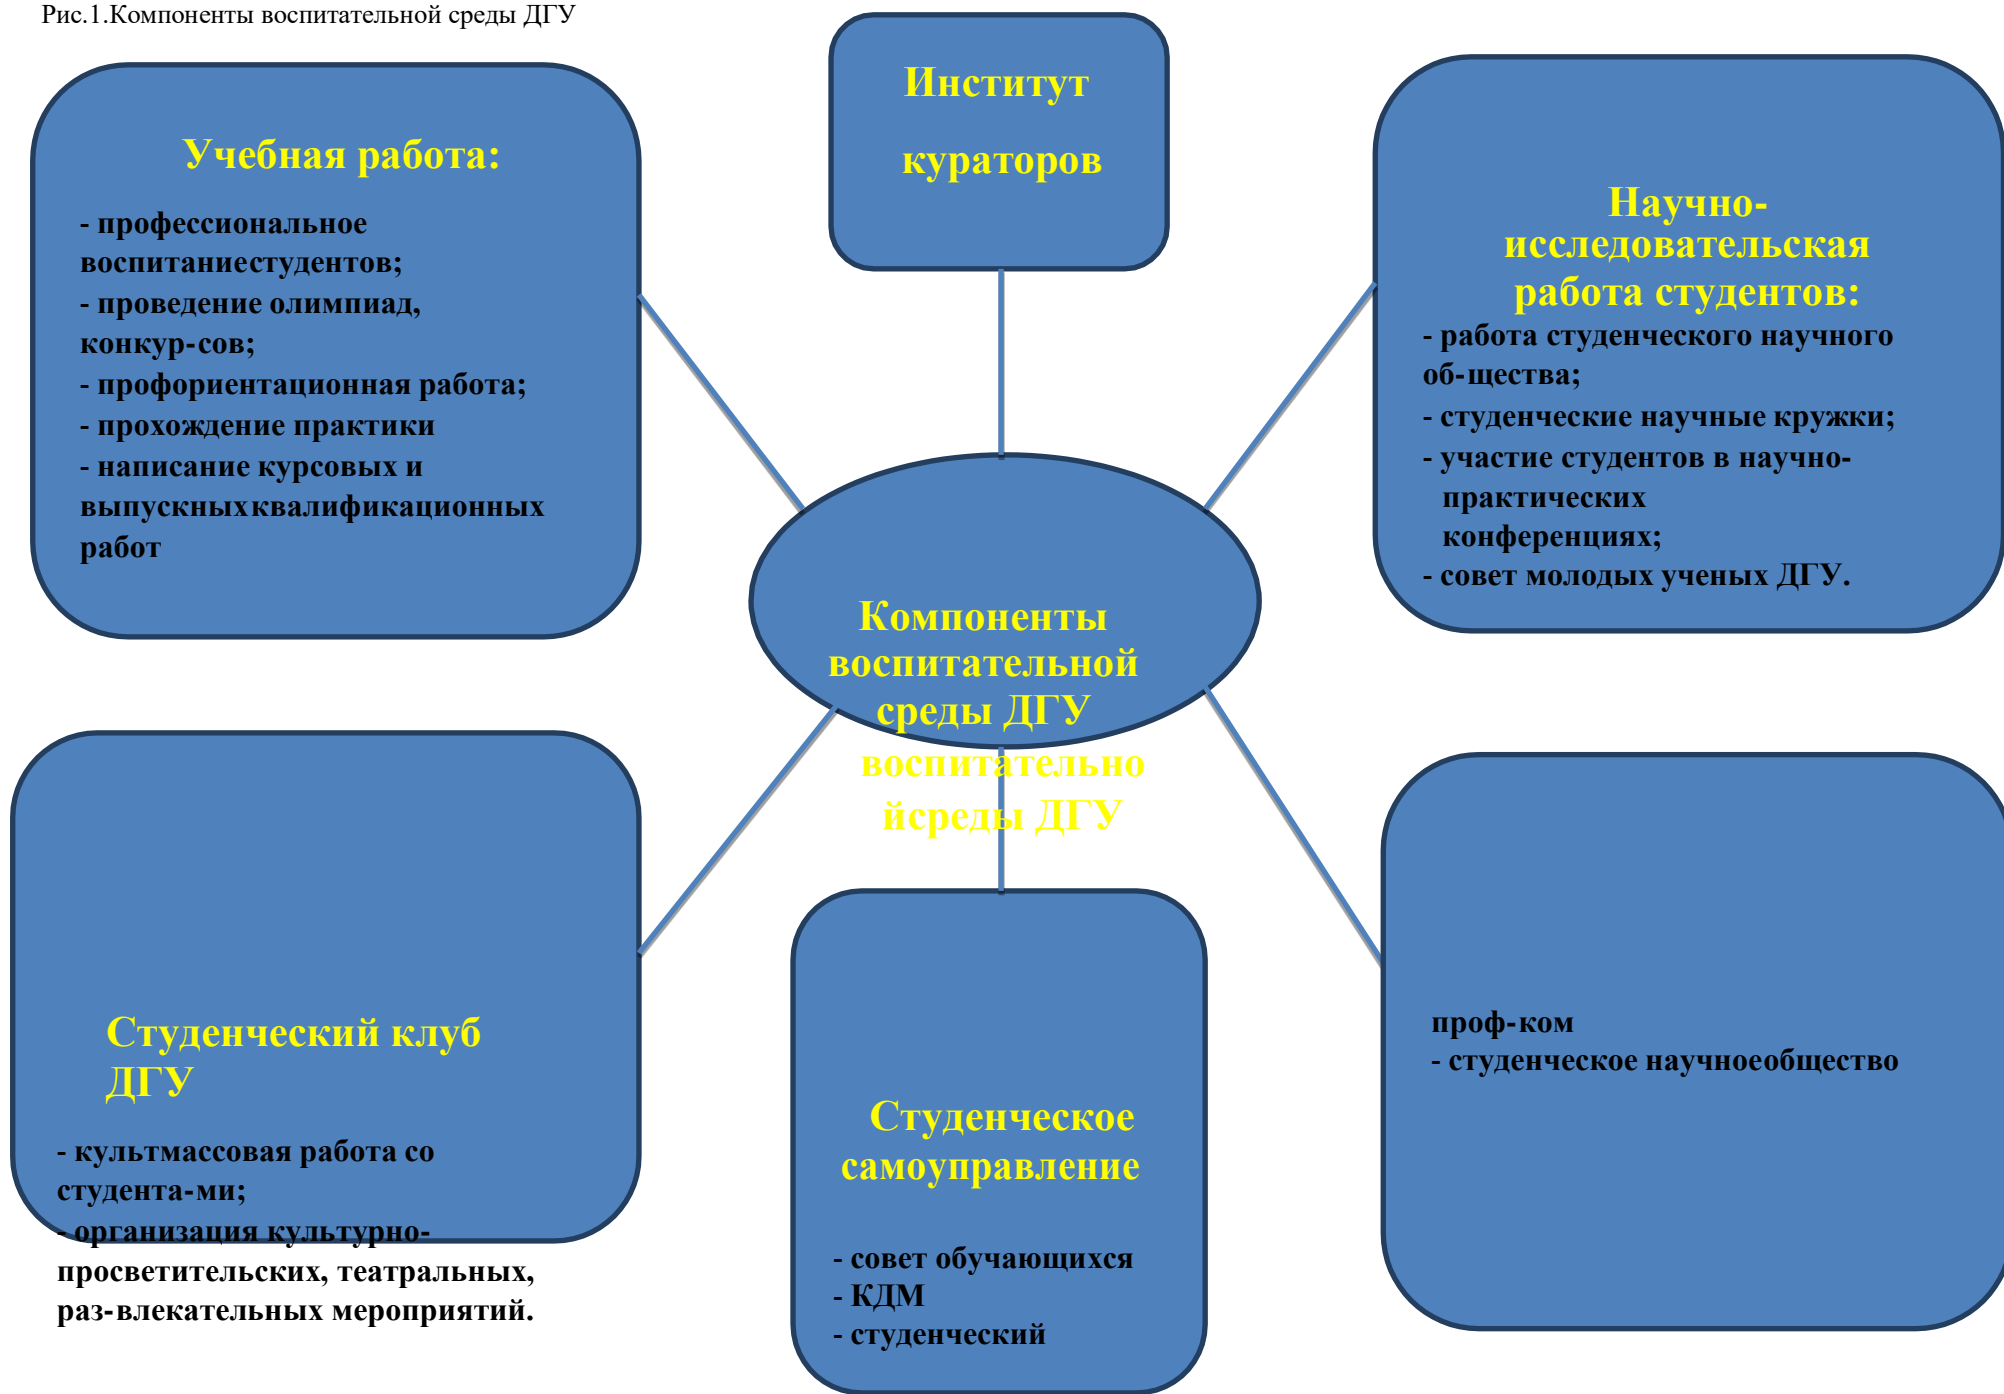 Рис.1.Компоненты воспитательной среды ДГУ
Институт
кураторов
Учебная работа:
- профессиональное
воспитаниестудентов;
- проведение олимпиад,
конкур-сов;
- профориентационная работа;
- прохождение практики
- написание курсовых и
выпускныхквалификационных
работ
Научно-
исследовательская
работа студентов:
- работа студенческого научного
об-щества;
- студенческие научные кружки;
- участие студентов в научно-
практических
конференциях;
- совет молодых ученых ДГУ.
Компоненты
воспитательной
среды ДГУ
воспитательно
йсреды ДГУ
Студенческий клуб
ДГУ
- культмассовая работа со
студента-ми;
- организация культурно-
просветительских, театральных,
раз-влекательных мероприятий.
Студенческое
самоуправление
- совет обучающихся
- КДМ
- студенческий
проф-ком
- студенческое научноеобщество